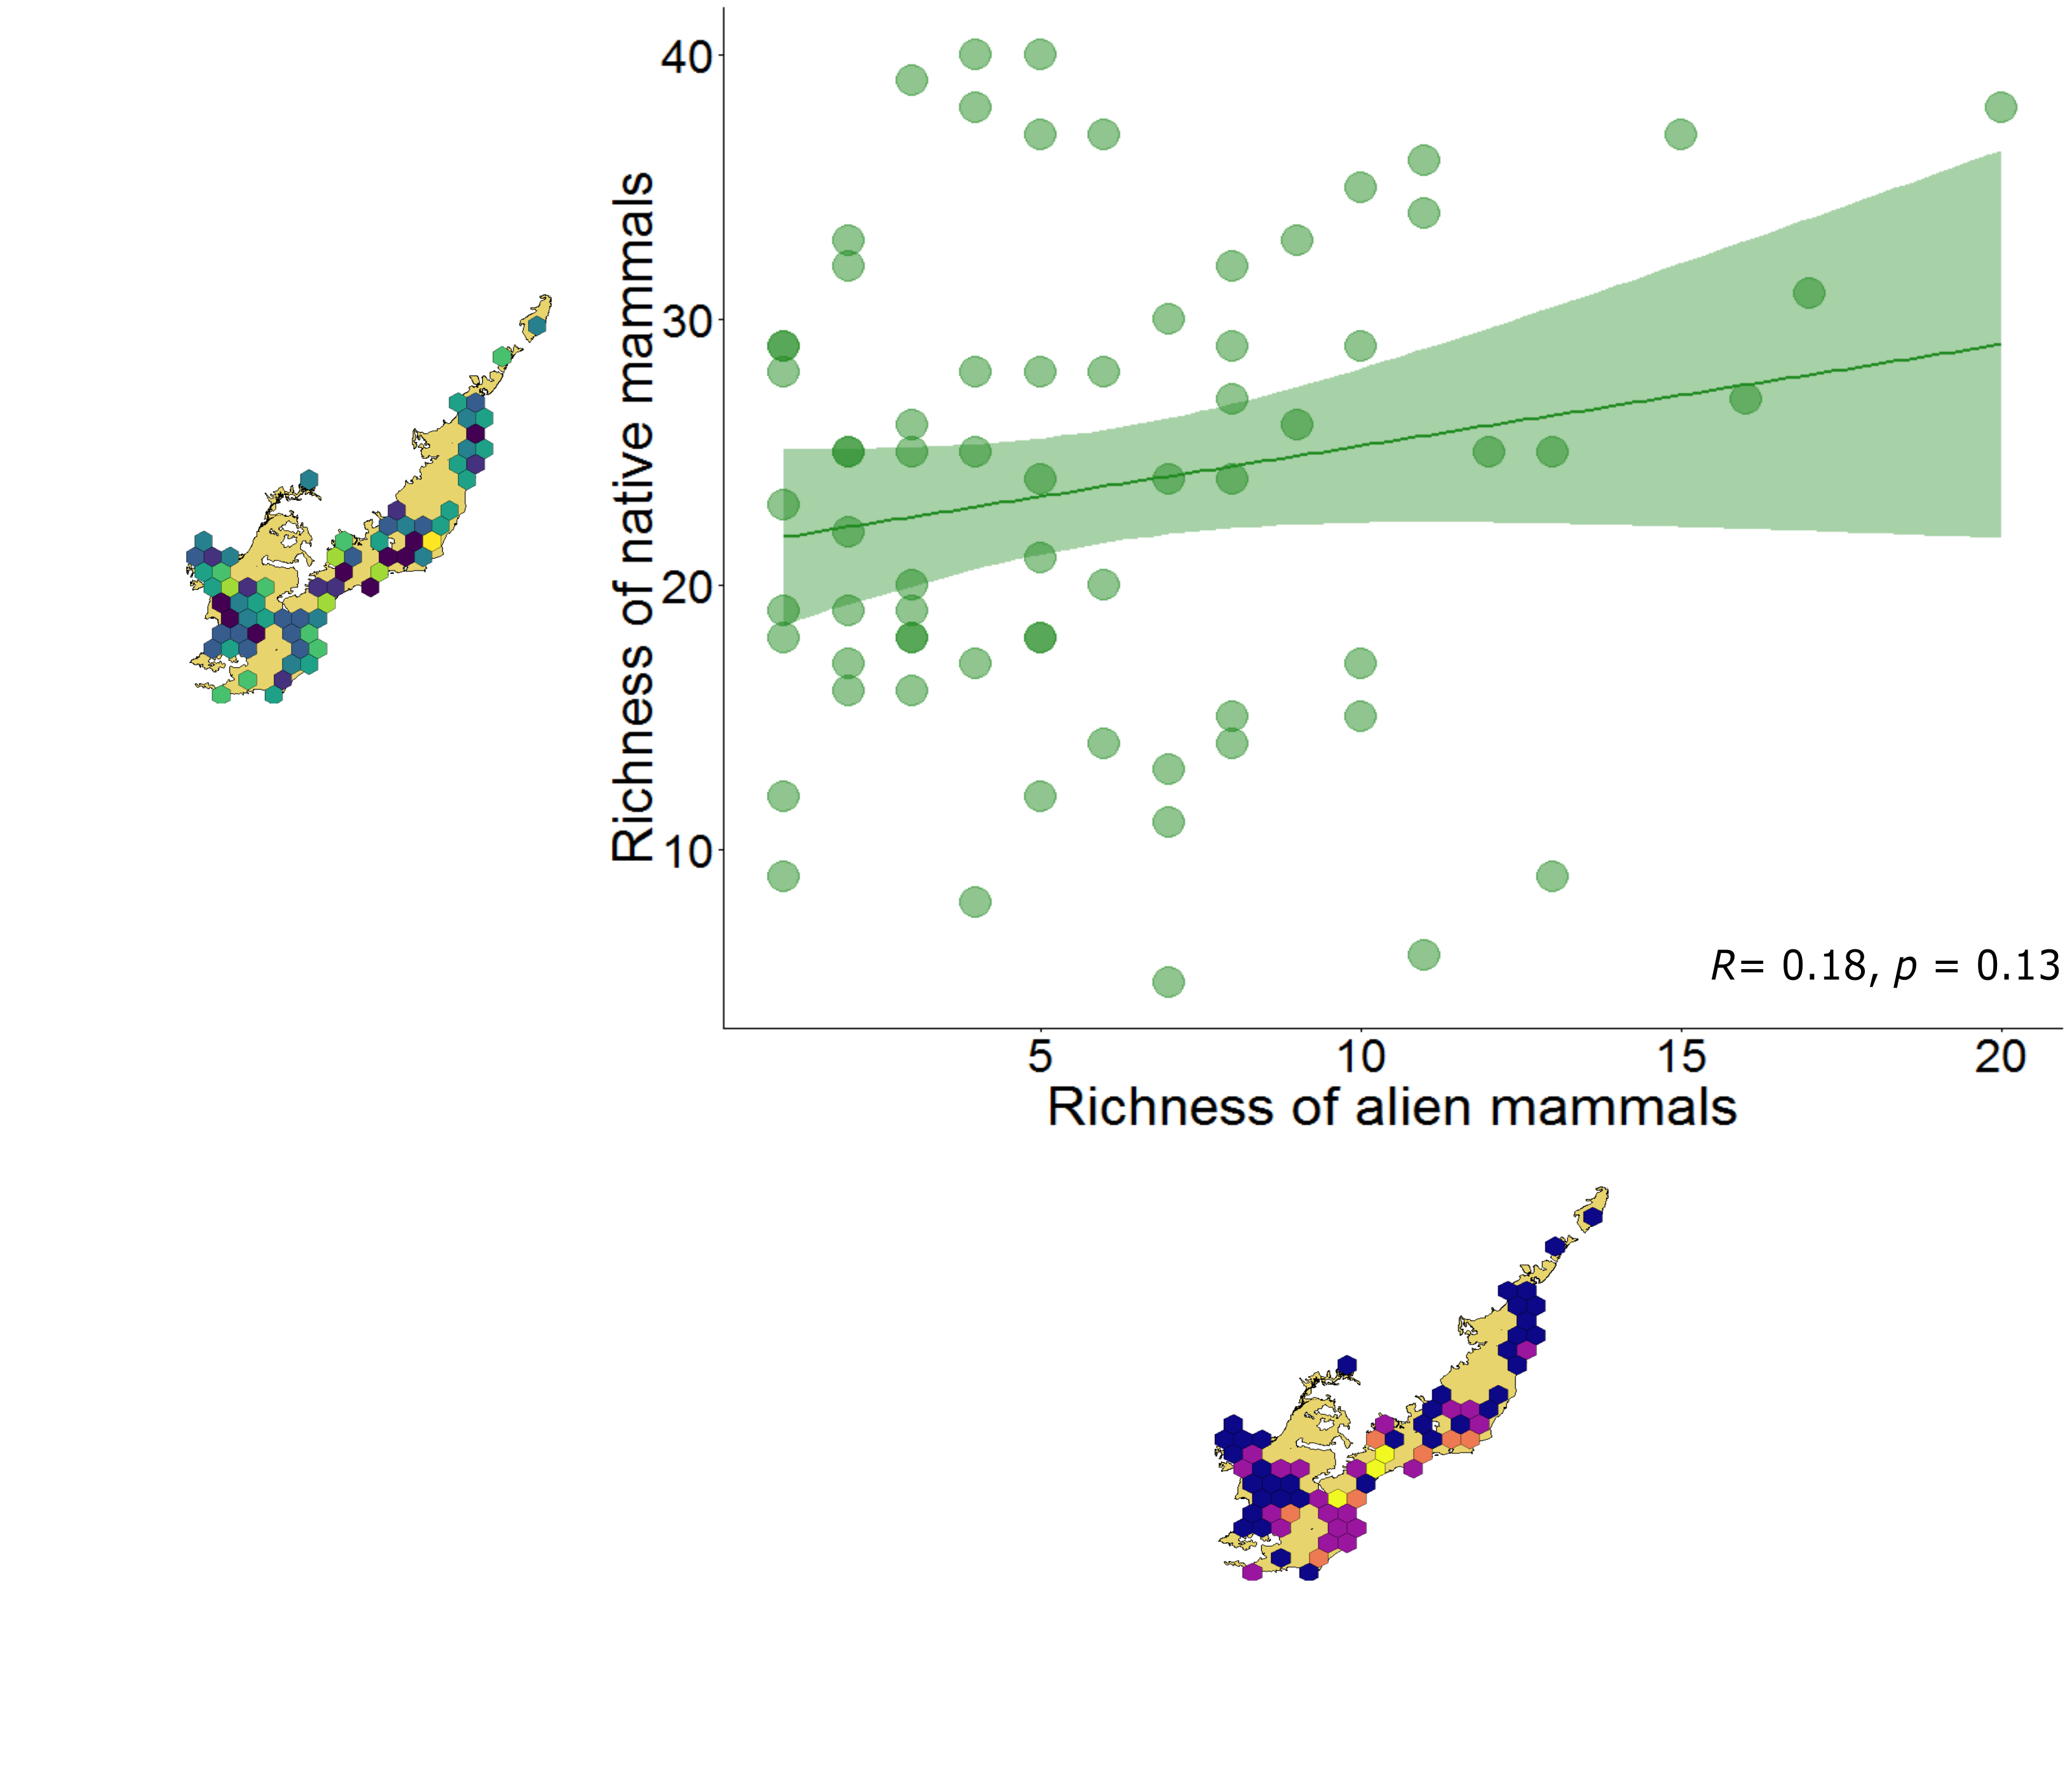 40
30
20
10
Richness of native mammals
R= 0.18, p = 0.13
5 10 15 20
Richness of alien mammals